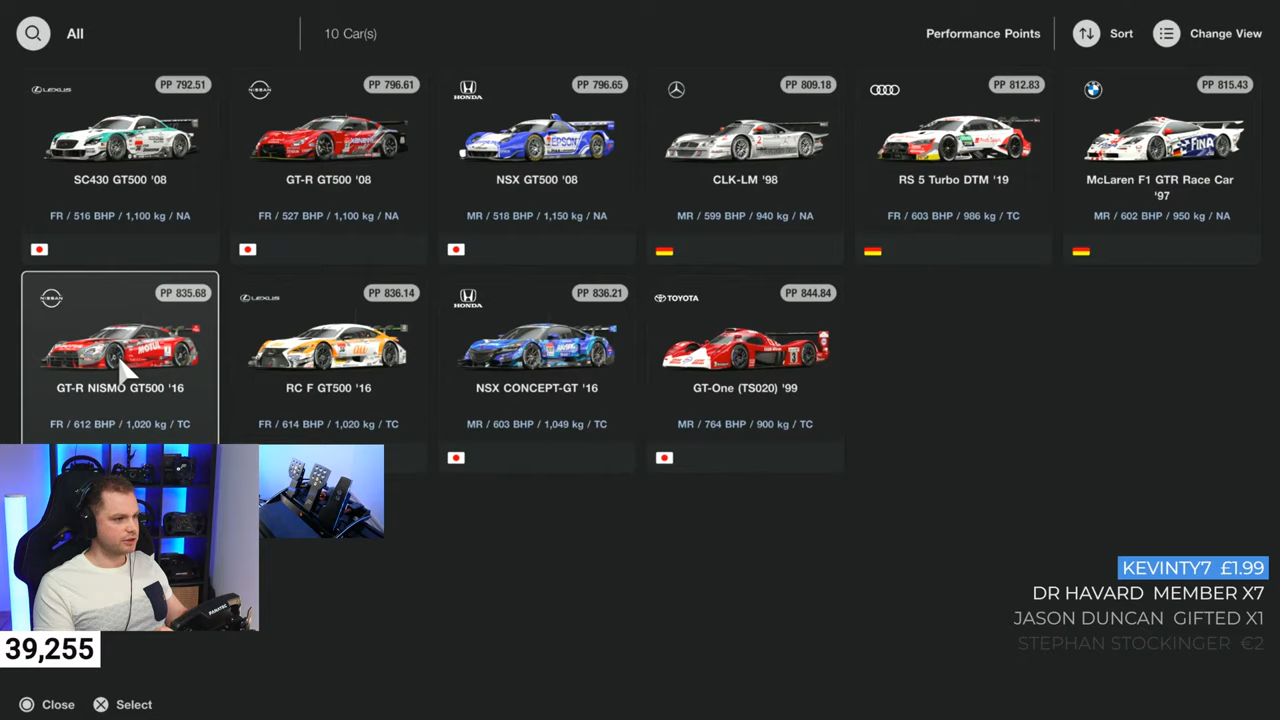 All
10 Car(s)
Performance Points
Sort
Change View
LEXUS
PP 792.51
SC430 GT500 '08
FR / 516 BHP / 1,100 kg / NA
PP 796.61
GT-R GT500 '08
FR / 527 BHP / 1,100 kg / NA
HONDA
PP 796.65
EPSON
NSX GT500 '08
MR / 518 BHP / 1,150 kg / NA
PP 809.18
CLK-LM '98
MR / 599 BHP / 940 kg / NA
PP 812.83
RS 5 Turbo DTM '19
FR / 603 BHP / 986 kg / TC
PP 815.43
FINA
McLaren F1 GTR Race Car
'97
MR / 602 BHP / 950 kg / NA
NISSAN
PP 835.68
MOTUL
GT-R NISMO GT500 '16
FR / 612 BHP / 1,020 kg / TC
LEXUS
PP 836.14
au
RC F GT500 '16
FR / 614 BHP / 1,020 kg / TC
HONDA
PP 836.21
NSX CONCEPT-GT '16
MR / 603 BHP / 1,049 kg / TC
TOYOTA
PP 844.84
3
GT-One (TS020) '99
MR / 764 BHP / 900 kg / TC
FANATEC
39,255
KEVINTY7 £1.99
DR HAVARD MEMBER X7
JASON DUNCAN GIFTED X1
STEPHAN STOCKINGER €2
Close
Select